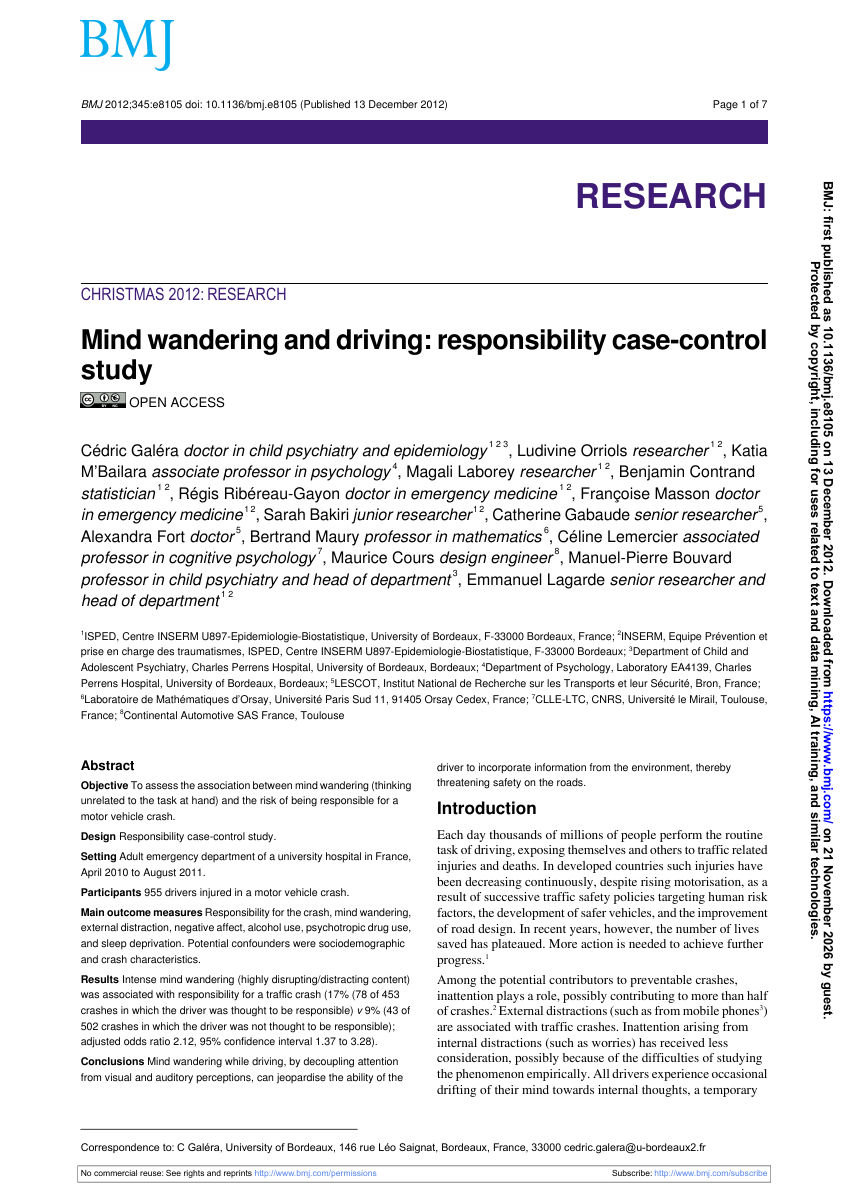 BMJ
BMJ 2012;345:e8105 doi: 10.1136/bmj.e8105 (Published 13 December 2012)
Page 1 of 7
RESEARCH
CHRISTMAS 2012: RESEARCH
Mind wandering and driving: responsibility case-control
study
OPEN ACCESS
Cédric Galéra doctor in child psychiatry and epidemiology 1 2 3, Ludivine Orriols researcher 1 2, Katia
M'Bailara associate professor in psychology 4, Magali Laborey researcher 1 2, Benjamin Contrand
statistician 1 2, Régis Ribéreau-Gayon doctor in emergency medicine 1 2, Françoise Masson doctor
in emergency medicine 1 2, Sarah Bakiri junior researcher 1 2, Catherine Gabaude senior researcher 5,
Alexandra Fort doctor 5, Bertrand Maury professor in mathematics 6, Céline Lemercier associated
professor in cognitive psychology 7, Maurice Cours design engineer 8, Manuel-Pierre Bouvard
professor in child psychiatry and head of department 3, Emmanuel Lagarde senior researcher and
head of department 1 2
1ISPED, Centre INSERM U897-Epidemiologie-Biostatistique, University of Bordeaux, F-33000 Bordeaux, France; 2INSERM, Equipe Prévention et
prise en charge des traumatismes, ISPED, Centre INSERM U897-Epidemiologie-Biostatistique, F-33000 Bordeaux; 3Department of Child and
Adolescent Psychiatry, Charles Perrens Hospital, University of Bordeaux, Bordeaux; 4Department of Psychology, Laboratory EA4139, Charles
Perrens Hospital, University of Bordeaux, Bordeaux; 5LESCOT, Institut National de Recherche sur les Transports et leur Sécurité, Bron, France;
6Laboratoire de Mathématiques d'Orsay, Université Paris Sud 11, 91405 Orsay Cedex, France; 7CLLE-LTC, CNRS, Université le Mirail, Toulouse,
France; 8Continental Automotive SAS France, Toulouse
Abstract
Objective To assess the association between mind wandering (thinking
unrelated to the task at hand) and the risk of being responsible for a
motor vehicle crash.
Design Responsibility case-control study.
Setting Adult emergency department of a university hospital in France,
April 2010 to August 2011.
Participants 955 drivers injured in a motor vehicle crash.
Main outcome measures Responsibility for the crash, mind wandering,
external distraction, negative affect, alcohol use, psychotropic drug use,
and sleep deprivation. Potential confounders were sociodemographic
and crash characteristics.
Results Intense mind wandering (highly disrupting/distracting content)
was associated with responsibility for a traffic crash (17% (78 of 453
crashes in which the driver was thought to be responsible) v 9% (43 of
502 crashes in which the driver was not thought to be responsible);
adjusted odds ratio 2.12, 95% confidence interval 1.37 to 3.28).
Conclusions Mind wandering while driving, by decoupling attention
from visual and auditory perceptions, can jeopardise the ability of the
driver to incorporate information from the environment, thereby
threatening safety on the roads.
Introduction
Each day thousands of millions of people perform the routine
task of driving, exposing themselves and others to traffic related
injuries and deaths. In developed countries such injuries have
been decreasing continuously, despite rising motorisation, as a
result of successive traffic safety policies targeting human risk
factors, the development of safer vehicles, and the improvement
of road design. In recent years, however, the number of lives
saved has plateaued. More action is needed to achieve further
progress.1
Among the potential contributors to preventable crashes,
inattention plays a role, possibly contributing to more than half
of crashes.2 External distractions (such as from mobile phones3)
are associated with traffic crashes. Inattention arising from
internal distractions (such as worries) has received less
consideration, possibly because of the difficulties of studying
the phenomenon empirically. All drivers experience occasional
drifting of their mind towards internal thoughts, a temporary
Correspondence to: C Galéra, University of Bordeaux, 146 rue Léo Saignat, Bordeaux, France, 33000 cedric.galera@u-bordeaux2.fr
No commercial reuse: See rights and reprints http://www.bmj.com/permissions
Subscribe: http://www.bmj.com/subscribe
BMJ: first published as 10.1136/bmj.e8105 on 13 December 2012. Downloaded from https://www.bmj.com/ on 21 November 2026 by guest.
Protected by copyright, including for uses related to text and data mining, AI training, and similar technologies.